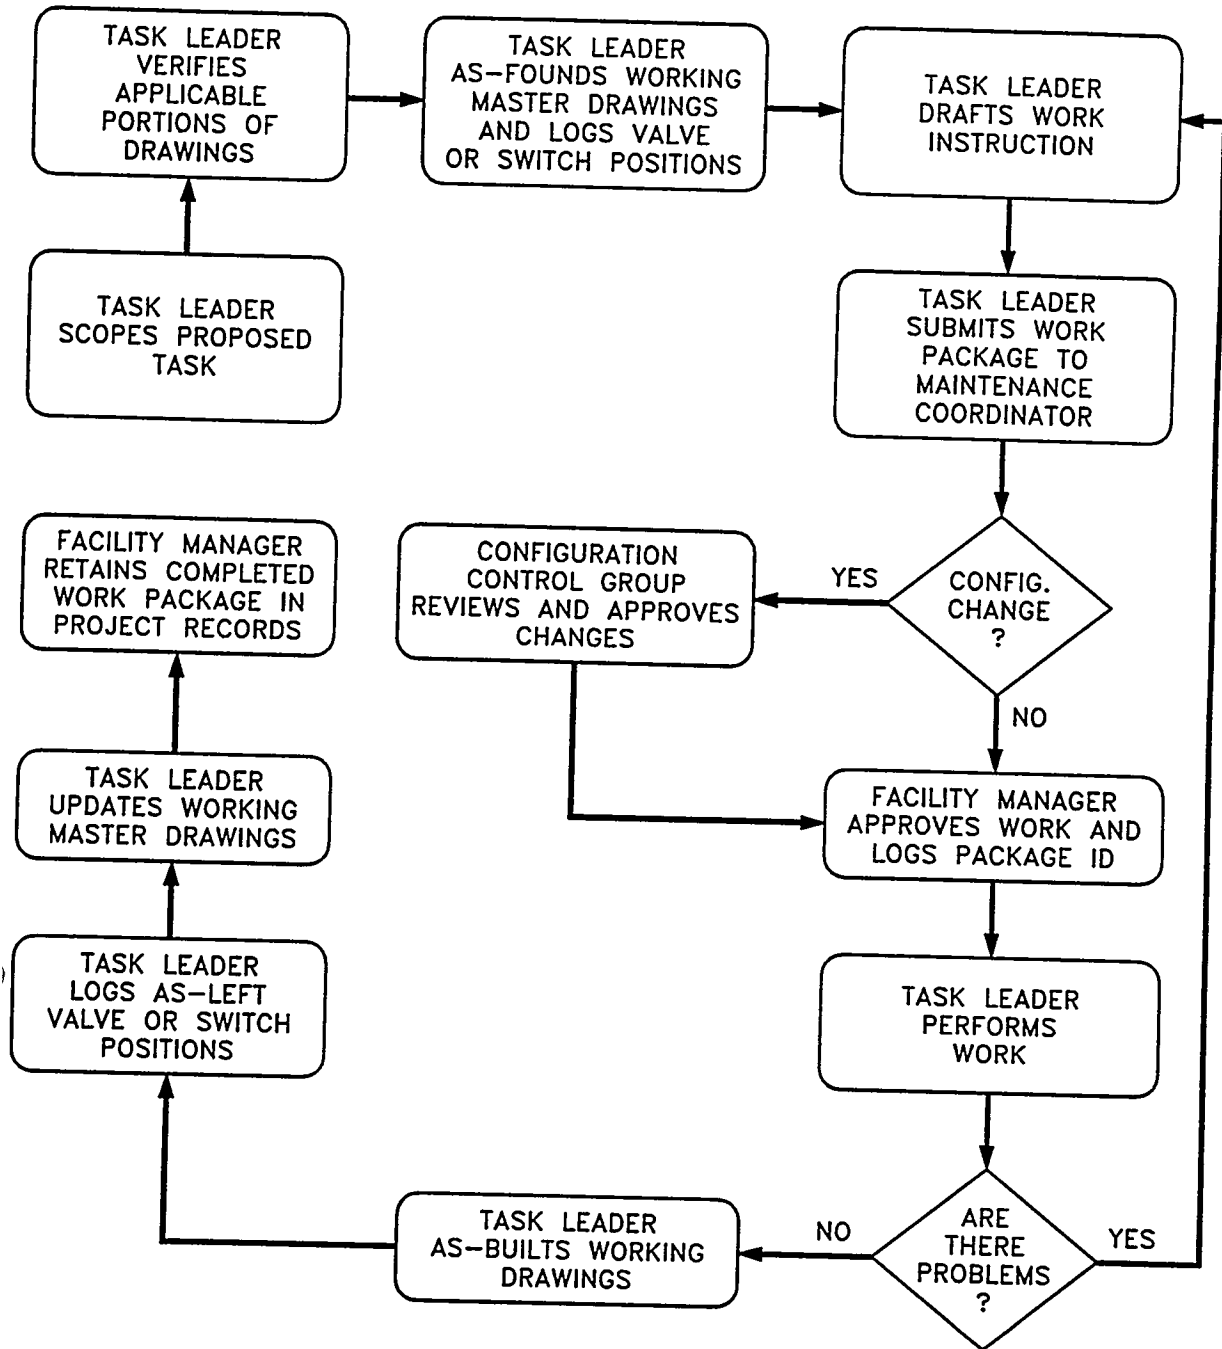 TASK LEADER
VERIFIES
APPLICABLE
PORTIONS OF
DRAWINGS
TASK LEADER
AS-FOUNDS WORKING
MASTER DRAWINGS
AND LOGS VALVE
OR SWITCH POSITIONS
TASK LEADER
DRAFTS WORK
INSTRUCTION
TASK LEADER
SCOPES PROPOSED
TASK
TASK LEADER
SUBMITS WORK
PACKAGE TO
MAINTENANCE
COORDINATOR
FACILITY MANAGER
RETAINS COMPLETED
WORK PACKAGE IN
PROJECT RECORDS
CONFIGURATION
CONTROL GROUP
REVIEWS AND APPROVES
CHANGES
YES
CONFIG.
CHANGE
?
NO
TASK LEADER
UPDATES WORKING
MASTER DRAWINGS
FACILITY MANAGER
APPROVES WORK AND
LOGS PACKAGE ID
TASK LEADER
LOGS AS-LEFT
VALVE OR SWITCH
POSITIONS
TASK LEADER
PERFORMS
WORK
TASK LEADER
AS-BUILTS WORKING
DRAWINGS
NO
ARE
THERE
PROBLEMS
?
YES